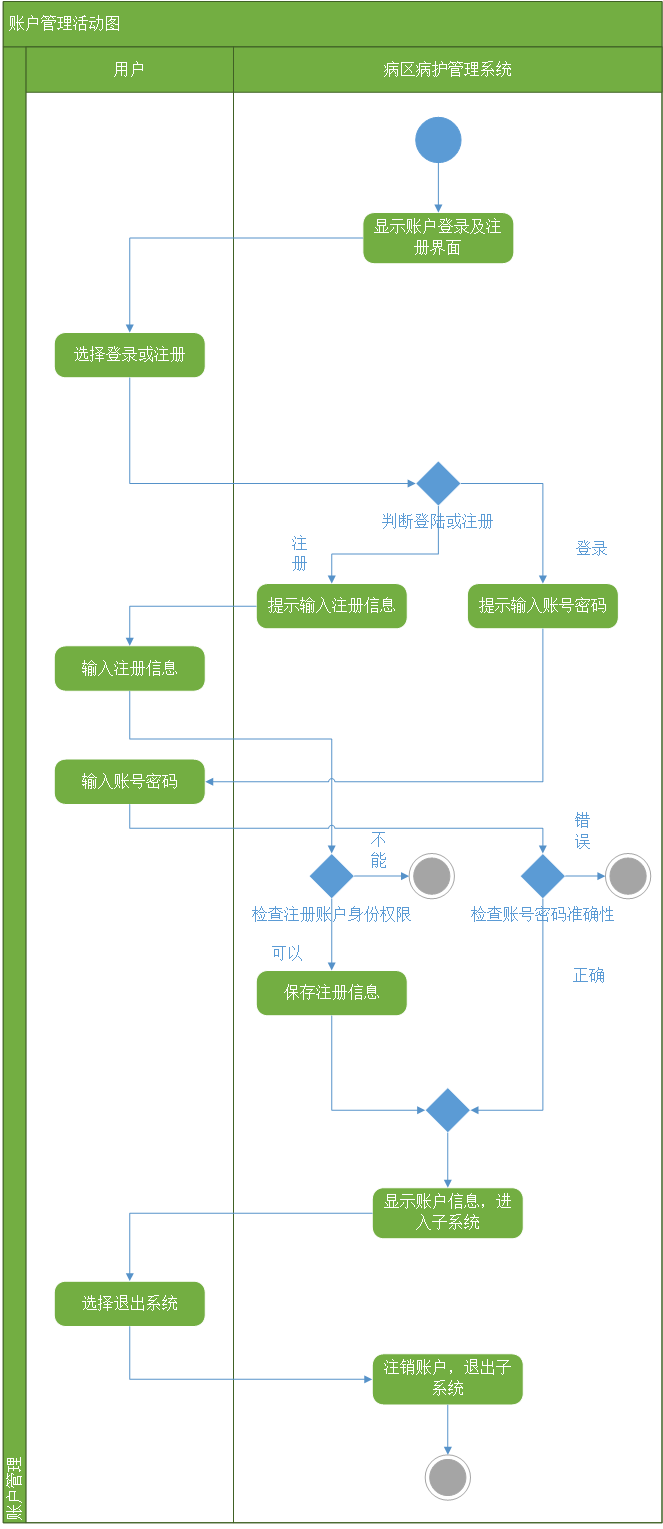 账户管理活动图
用户
病区病护管理系统
显示账户登录及注
册界面
选择登录或注册
判断登陆或注册
注
册
登录
提示输入注册信息
提示输入账号密码
输入注册信息
输入账号密码
不
能
错
误
检查注册账户身份权限
检查账号密码准确性
可以
正确
保存注册信息
显示账户信息，进
入子系统
选择退出系统
注销账户，退出子
系统
账户管理